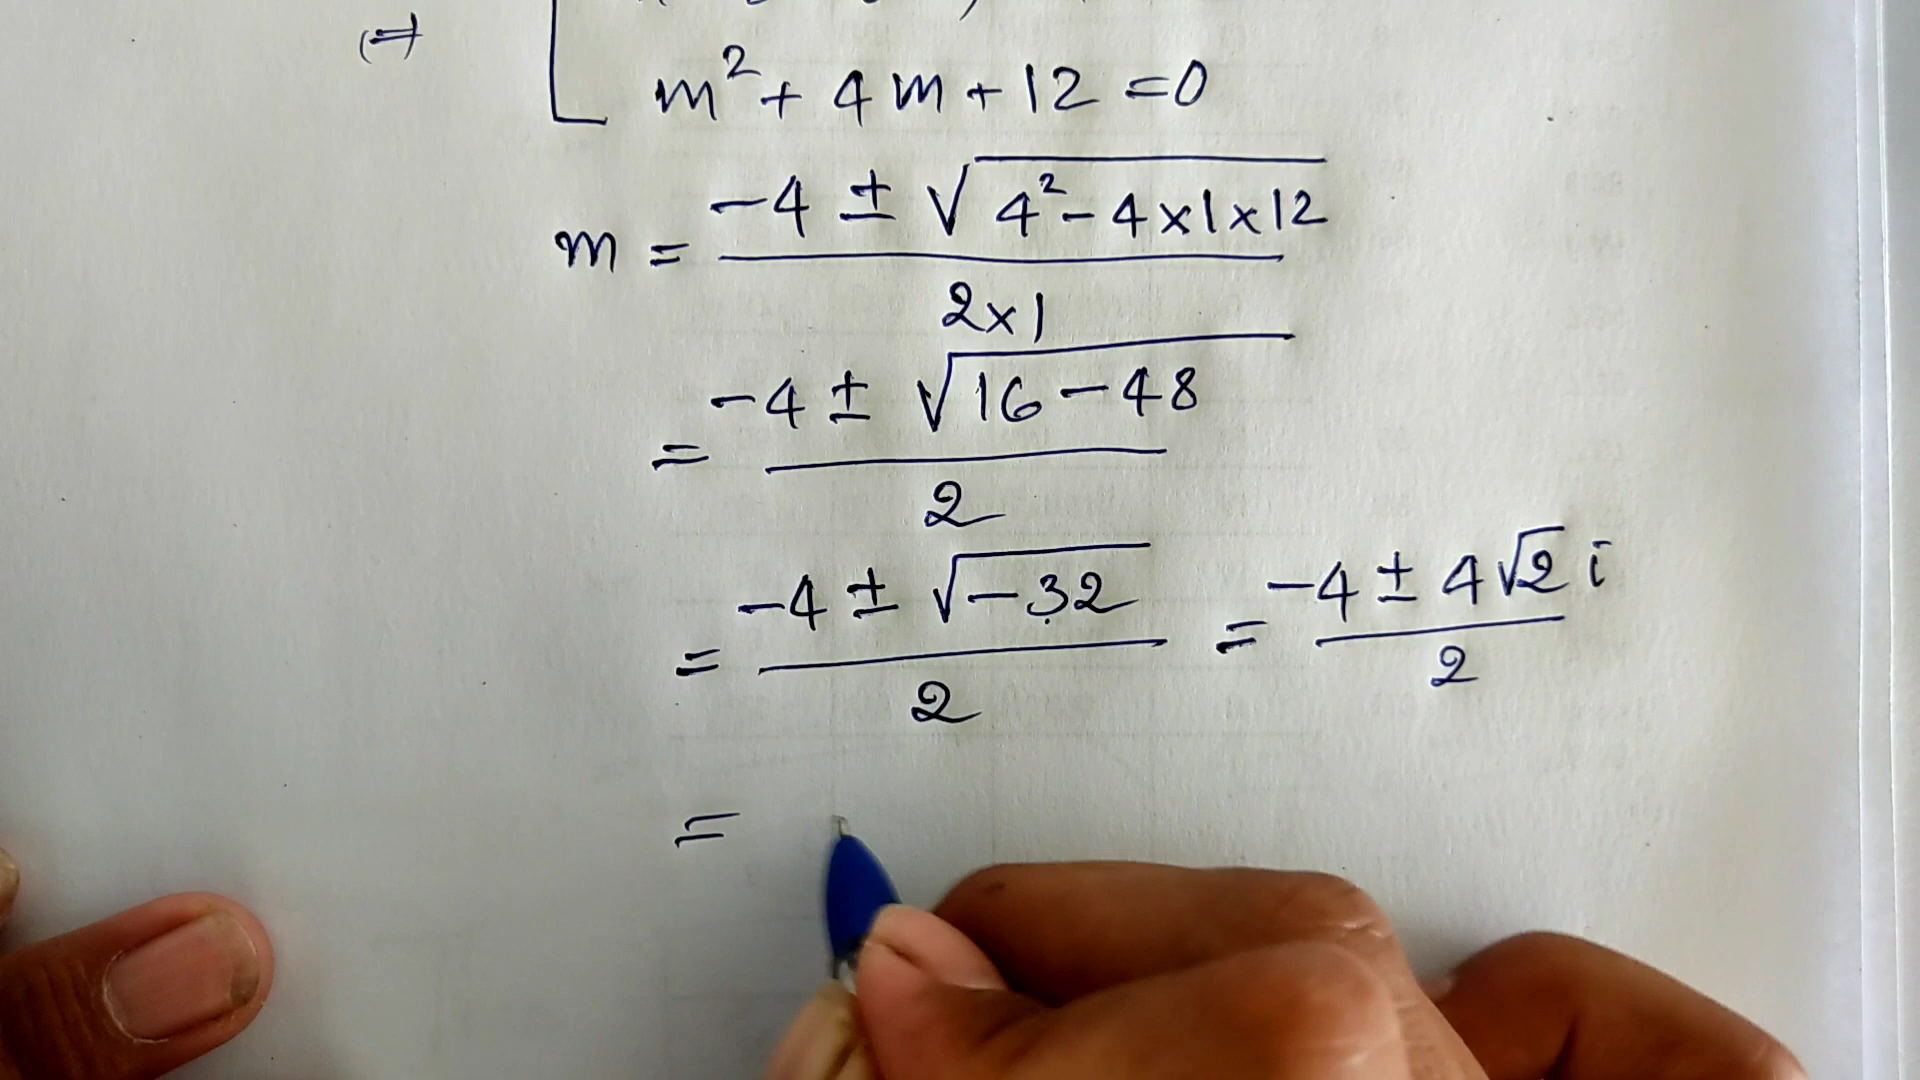 ⇒
m² + 4m + 12 = 0
m = (-4 ± √(4² - 4×1×12)) / (2×1)
= (-4 ± √(16 - 48)) / 2
= (-4 ± √(-32)) / 2 = (-4 ± 4√2 i) / 2
=